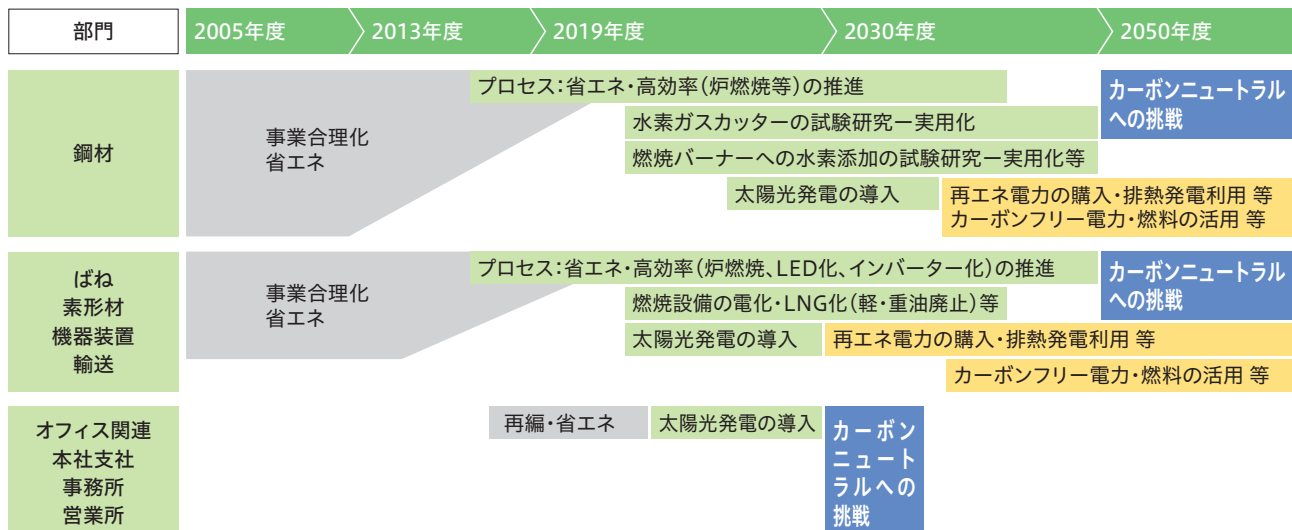 部門
2005年度
2013年度
2019年度
2030年度
2050年度
鋼材
事業合理化
省エネ
プロセス：省エネ・高効率（炉燃焼等）の推進
水素ガスカッターの試験研究ー実用化
燃焼バーナーへの水素添加の試験研究ー実用化等
太陽光発電の導入
再エネ電力の購入・排熱発電利用 等
カーボンフリー電力・燃料の活用 等
カーボンニュートラル
への挑戦
ばね
素形材
機器装置
輸送
事業合理化
省エネ
プロセス：省エネ・高効率（炉燃焼、LED化、インバーター化）の推進
燃焼設備の電化・LNG化（軽・重油廃止）等
太陽光発電の導入
再エネ電力の購入・排熱発電利用 等
カーボンフリー電力・燃料の活用 等
カーボンニュートラル
への挑戦
オフィス関連
本社支社
事務所
営業所
再編・省エネ
太陽光発電の導入
カーボン
ニュート
ラルへの
挑戦